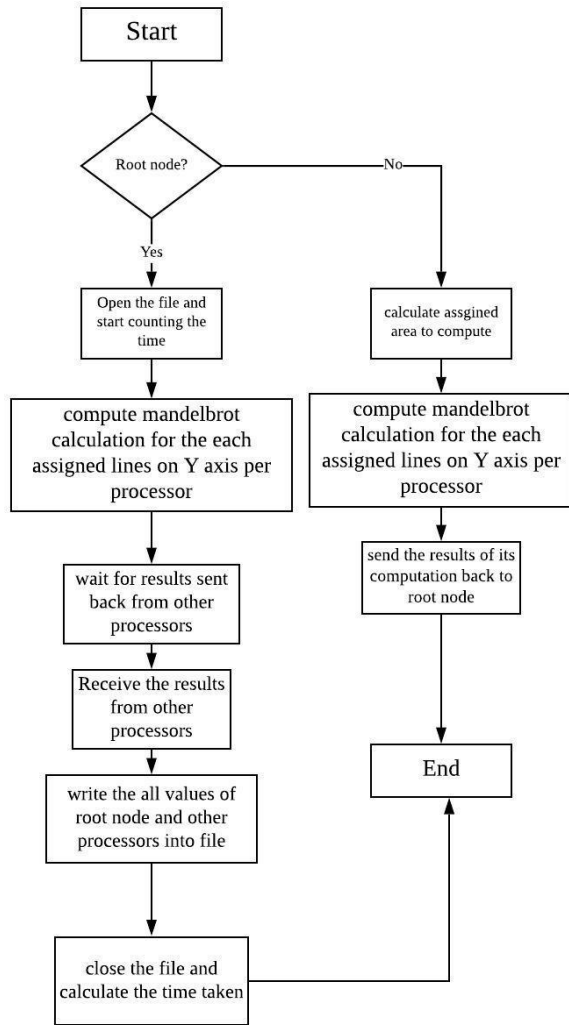 Start
Root node?
No
Yes
Open the file and
start counting the
time
calculate assgined
area to compute
compute mandelbrot
calculation for the each
assigned lines on Y axis per
processor
compute mandelbrot
calculation for the each
assigned lines on Y axis per
processor
wait for results sent
back from other
processors
send the results of its
computation back to
root node
Receive the results
from other
processors
write the all values of
root node and other
processors into file
End
close the file and
calculate the time taken